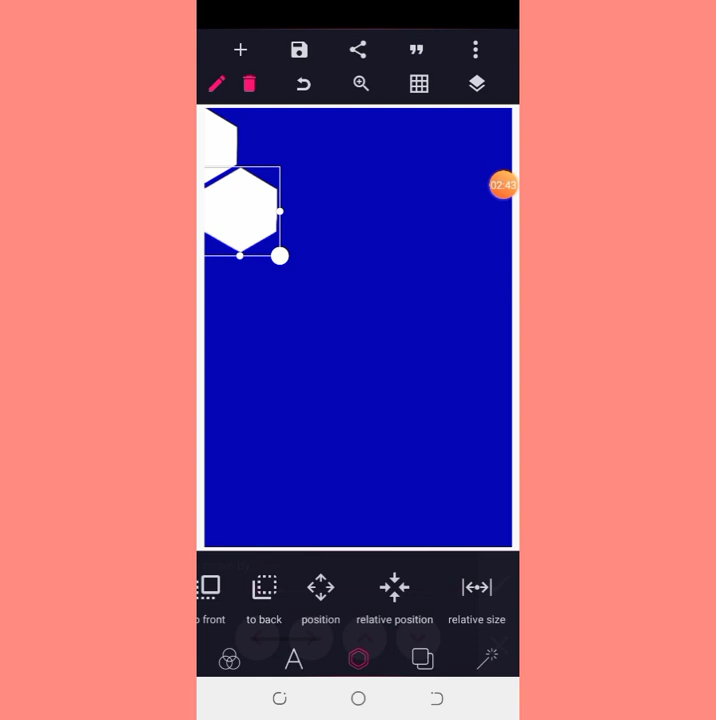 02:43
o front
to back
position
relative position
relative size